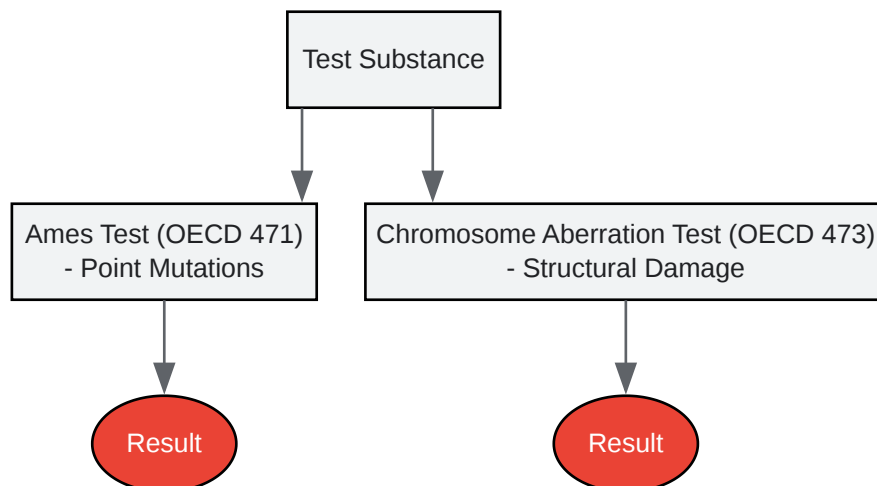 Test Substance
Ames Test (OECD 471)
- Point Mutations
Chromosome Aberration Test (OECD 473)
- Structural Damage
Result
Result